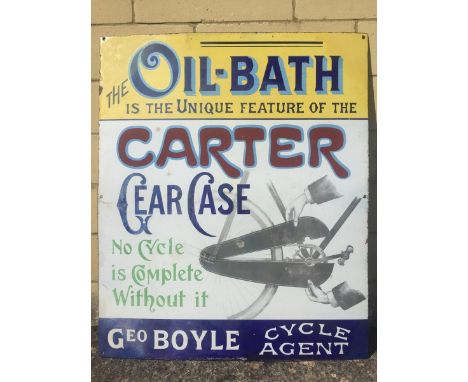 THE OIL-BATH
IS THE UNIQUE FEATURE OF THE
CARTER
GEAR CASE
No Cycle
is Complete
Without it
GEO BOYLE CYCLE AGENT